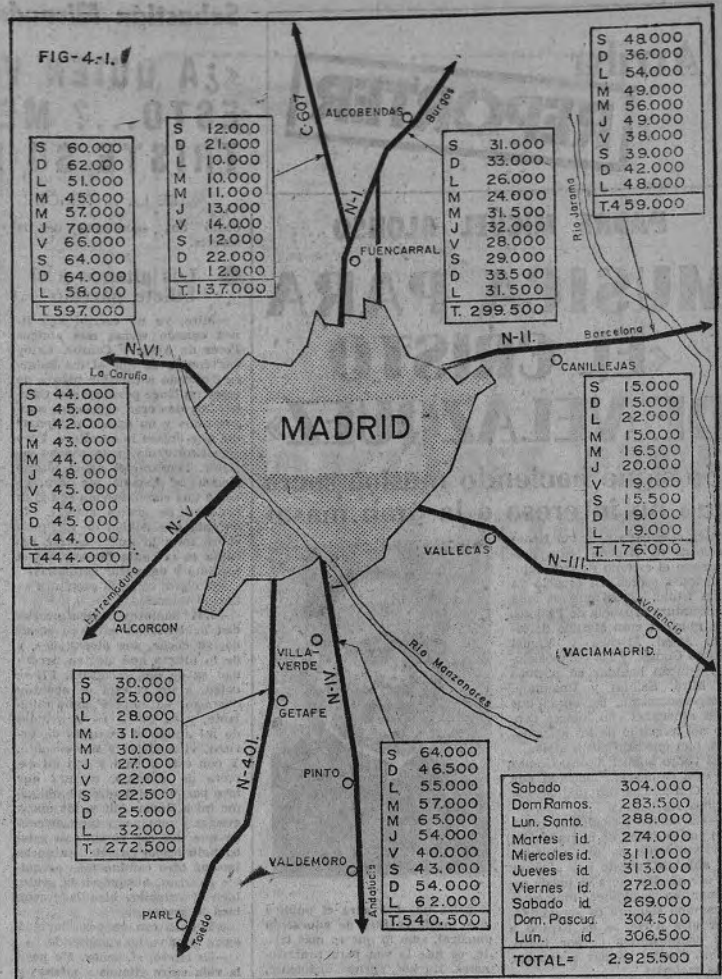 FIG-4.-1.
S 60.000
D 62.000
L 51.000
M 45.000
M 57.000
J 70.000
V 66.000
S 64.000
D 64.000
L 58.000
T.597.000
S 12.000
D 21.000
L 10.000
M 10.000
M 11.000
J 13.000
V 14.000
S 12.000
D 22.000
L 12.000
T.137.000
C-607
ALCOBENDAS
Burgos
N-I.
FUENCARRAL
S 31.000
D 33.000
L 26.000
M 24.000
M 31.500
J 32.000
V 28.000
S 29.000
D 33.500
L 31.500
T. 299.500
S 48.000
D 36.000
L 54.000
M 49.000
M 56.000
J 49.000
V 38.000
S 39.000
D 42.000
L 48.000
T.459.000
Rio Jarama
N-VI.
La Coruña
N-II.
Barcelona
CANILLEJAS
MADRID
S 44.000
D 45.000
L 42.000
M 43.000
M 44.000
J 48.000
V 45.000
S 44.000
D 45.000
L 44.000
T.444.000
S 15.000
D 15.000
L 22.000
M 15.000
M 16.500
J 20.000
V 19.000
S 15.500
D 19.000
L 19.000
T. 176.000
N-V.
Extremadura
ALCORCON
VALLECAS
N-III.
Valencia
VACIAMADRID.
Rio Manzanares
VILLA-
VERDE
N-IV.
GETAFE
N-401.
PINTO
VALDEMORO
Andalucia
PARLA
Toledo
S 30.000
D 25.000
L 28.000
M 31.000
M 30.000
J 27.000
V 22.000
S 22.500
D 25.000
L 32.000
T. 272.500
S 64.000
D 46.500
L 55.000
M 57.000
M 65.000
J 54.000
V 40.000
S 43.000
D 54.000
L 62.000
T.540.500
Sabado 304.000
Dom Ramos. 283.500
Lun. Santo. 288.000
Martes id. 274.000
Miercoles id. 311.000
Jueves id. 313.000
Viernes id. 272.000
Sabado id. 269.000
Dom. Pascua. 304.500
Lun. id. 306.500
TOTAL= 2.925.500